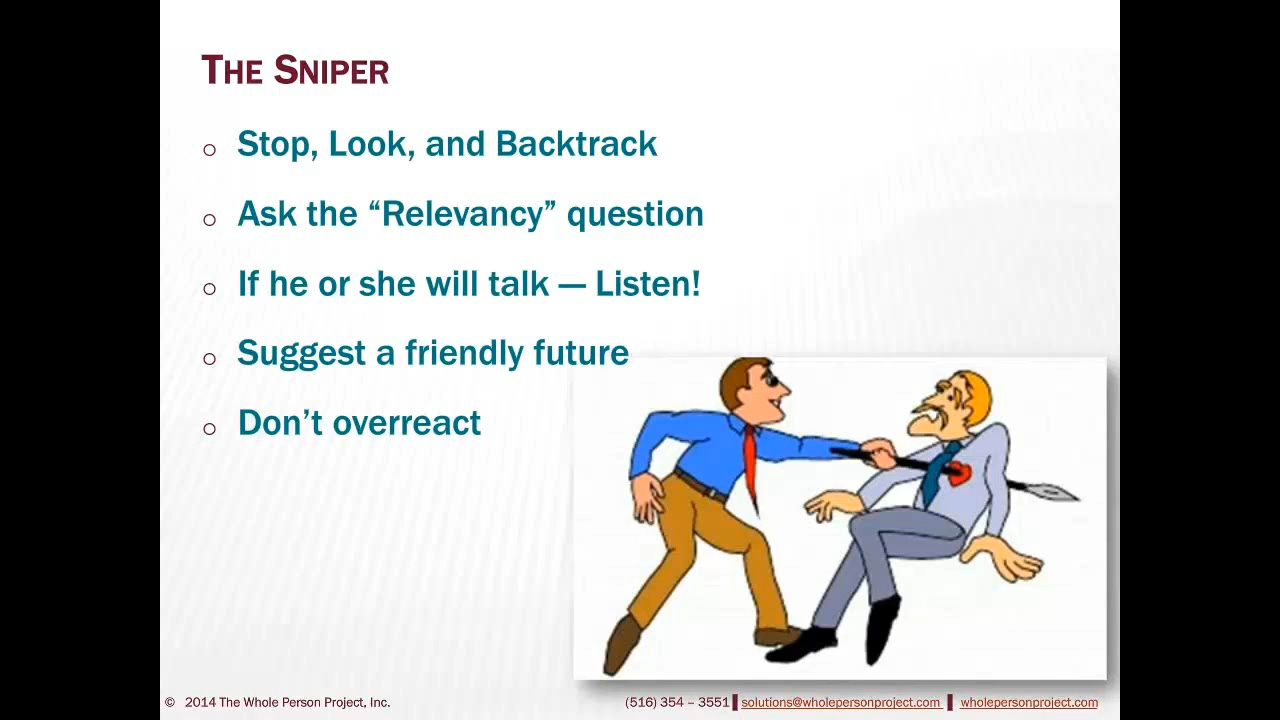 THE SNIPER
o Stop, Look, and Backtrack
o Ask the “Relevancy” question
o If he or she will talk — Listen!
o Suggest a friendly future
o Don’t overreact
© 2014 The Whole Person Project, Inc. (516) 354 – 3551 solutions@wholepersonproject.com wholepersonproject.com